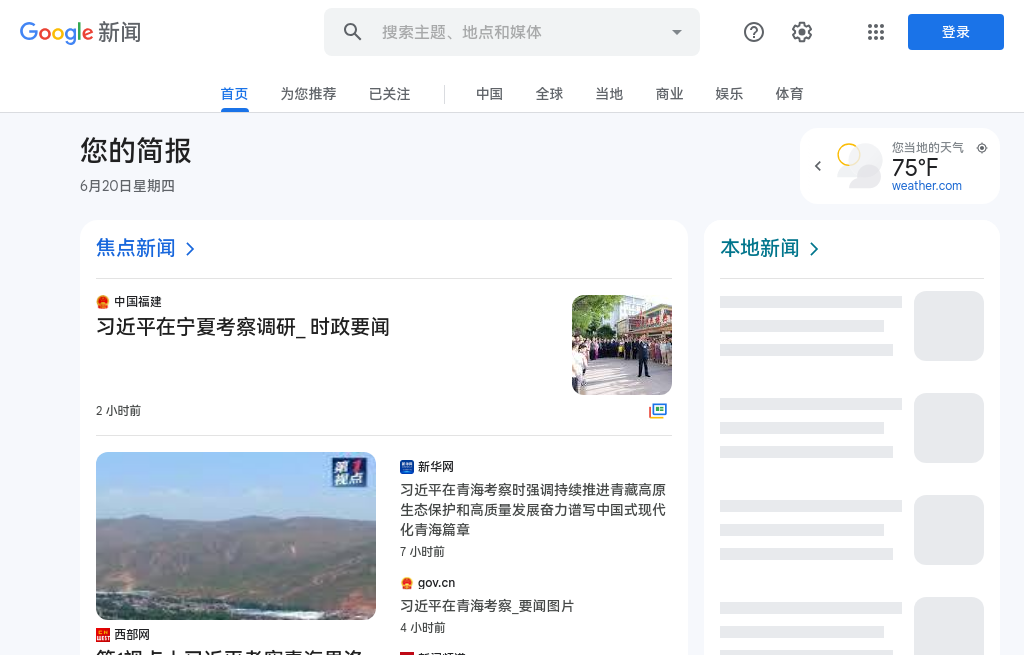 Google 新闻
搜索主题、地点和媒体
登录
首页
为您推荐
已关注
中国
全球
当地
商业
娱乐
体育
您的简报
6月20日星期四
您当地的天气
75°F
weather.com
焦点新闻
中国福建
习近平在宁夏考察调研_ 时政要闻
2 小时前
第1
视点
西部网
新华网
习近平在青海考察时强调持续推进青藏高原
生态保护和高质量发展奋力谱写中国式现代
化青海篇章
7 小时前
gov.cn
习近平在青海考察_要闻图片
4 小时前
本地新闻